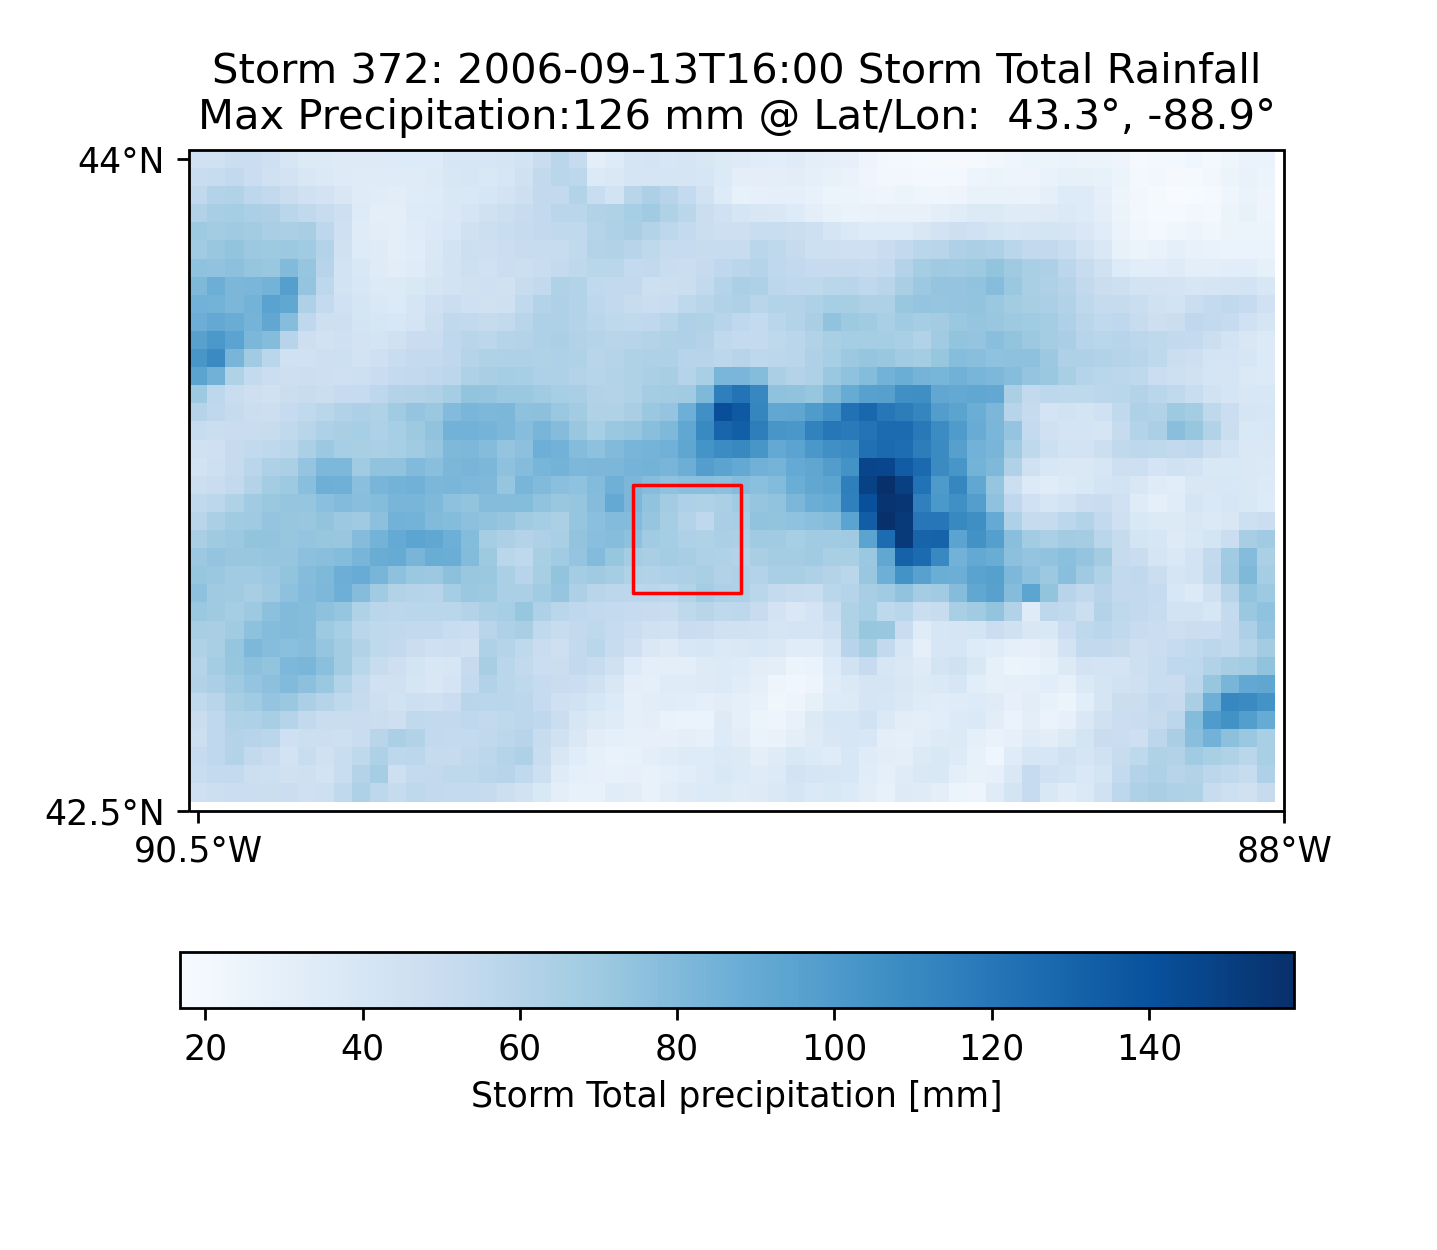 Storm 372: 2006-09-13T16:00 Storm Total Rainfall
Max Precipitation:126 mm @ Lat/Lon:  43.3°, -88.9°
44°N
42.5°N
90.5°W 88°W
20 40 60 80 100 120 140
Storm Total precipitation [mm]